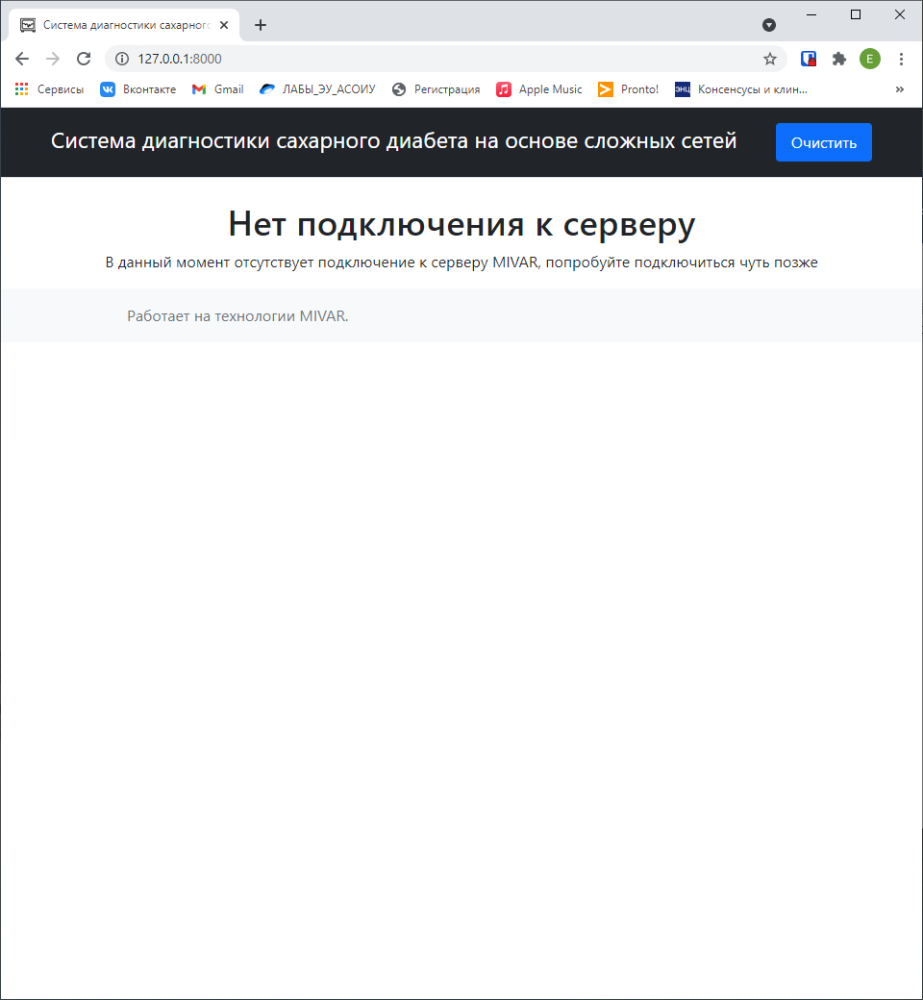 Система диагностики сахарног
127.0.0.1:8000
E
Сервисы Вконтакте Gmail ЛАБЫ_ЭУ_АСОИУ Регистрация Apple Music Pronto! ЭНЦ Консенсусы и клин... »
Система диагностики сахарного диабета на основе сложных сетей Очистить
Нет подключения к серверу
В данный момент отсутствует подключение к серверу MIVAR, попробуйте подключиться чуть позже
Работает на технологии MIVAR.